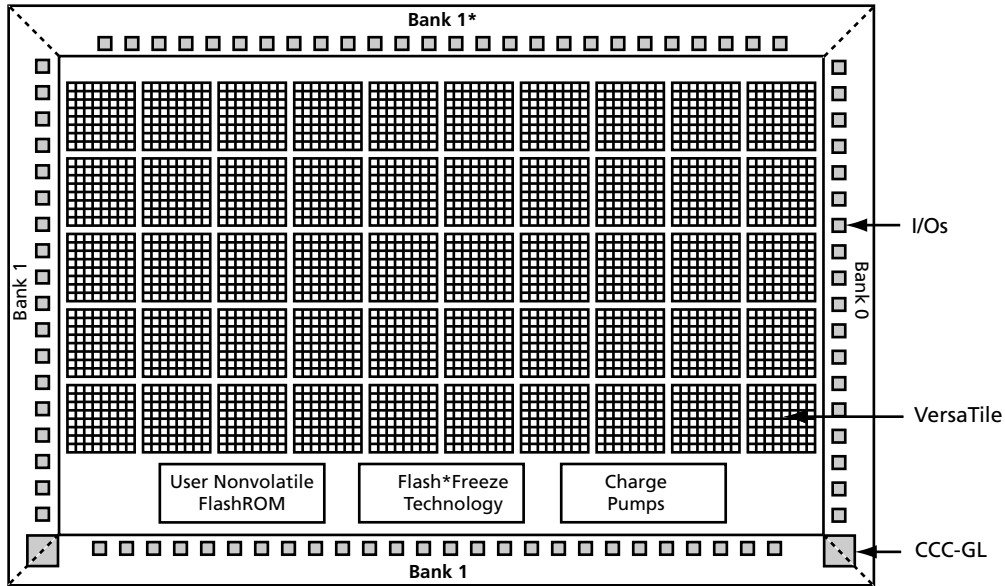 Bank 1*
I/Os
Bank 1
Bank 0
VersaTile
User Nonvolatile
FlashROM
Flash*Freeze
Technology
Charge
Pumps
CCC-GL
Bank 1